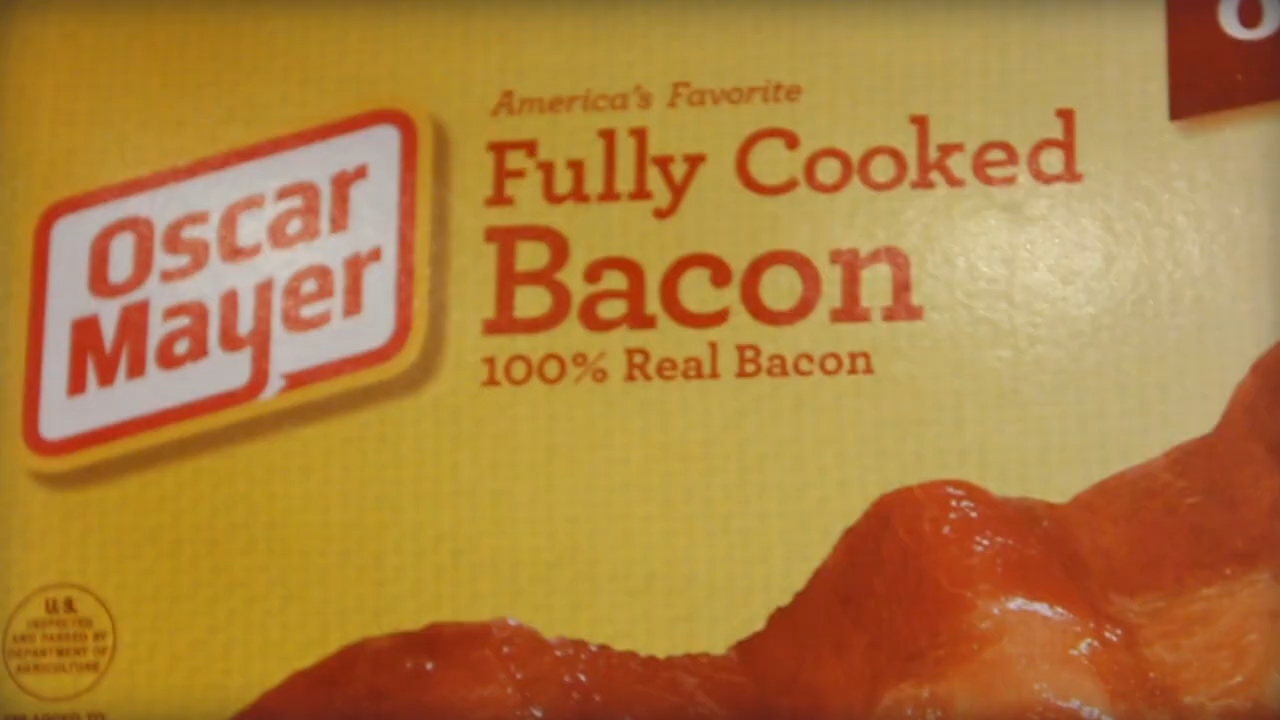 America's Favorite
Fully Cooked
Bacon
100% Real Bacon
Oscar
Mayer
U.S.
INSPECTED
AND PASSED BY
DEPARTMENT OF
AGRICULTURE